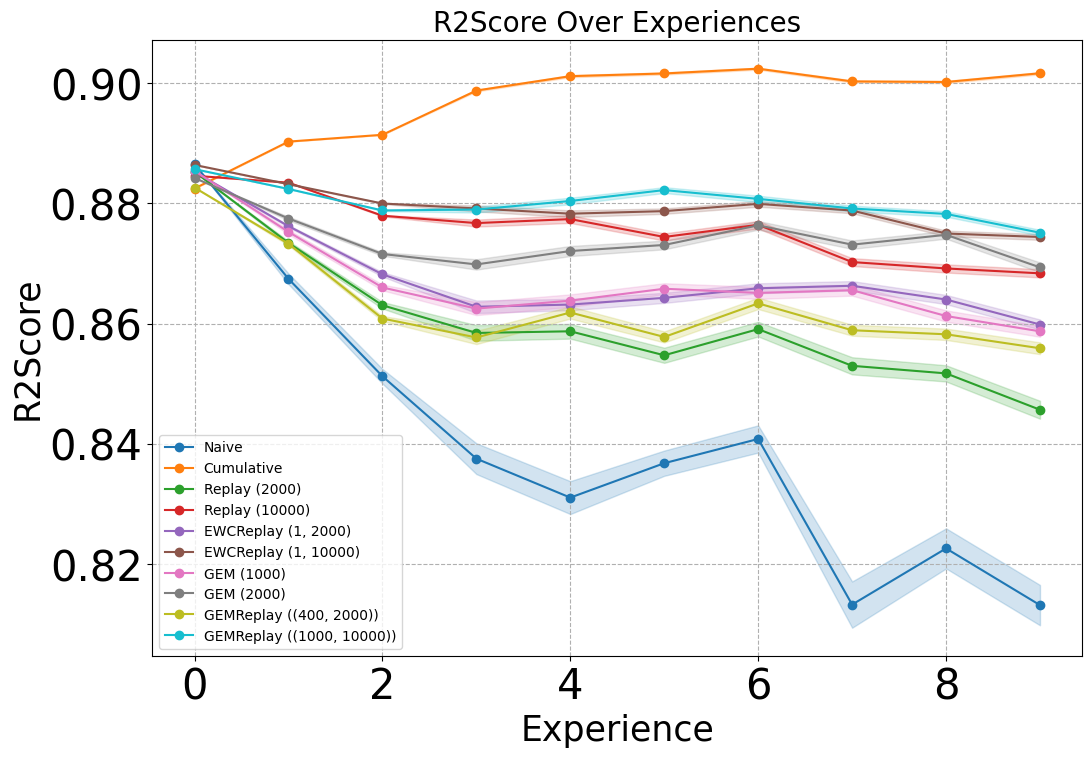 R2Score Over Experiences
R2Score
0.90
0.88
0.86
0.84
0.82
Naive
Cumulative
Replay (2000)
Replay (10000)
EWCReplay (1, 2000)
EWCReplay (1, 10000)
GEM (1000)
GEM (2000)
GEMReplay ((400, 2000))
GEMReplay ((1000, 10000))
0 2 4 6 8
Experience